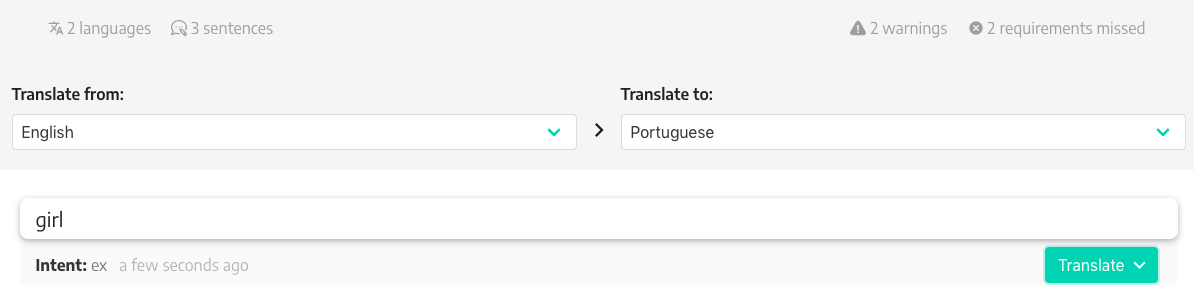 2 languages 3 sentences 2 warnings 2 requirements missed
Translate from: Translate to:
English Portuguese
girl
Intent: ex a few seconds ago Translate